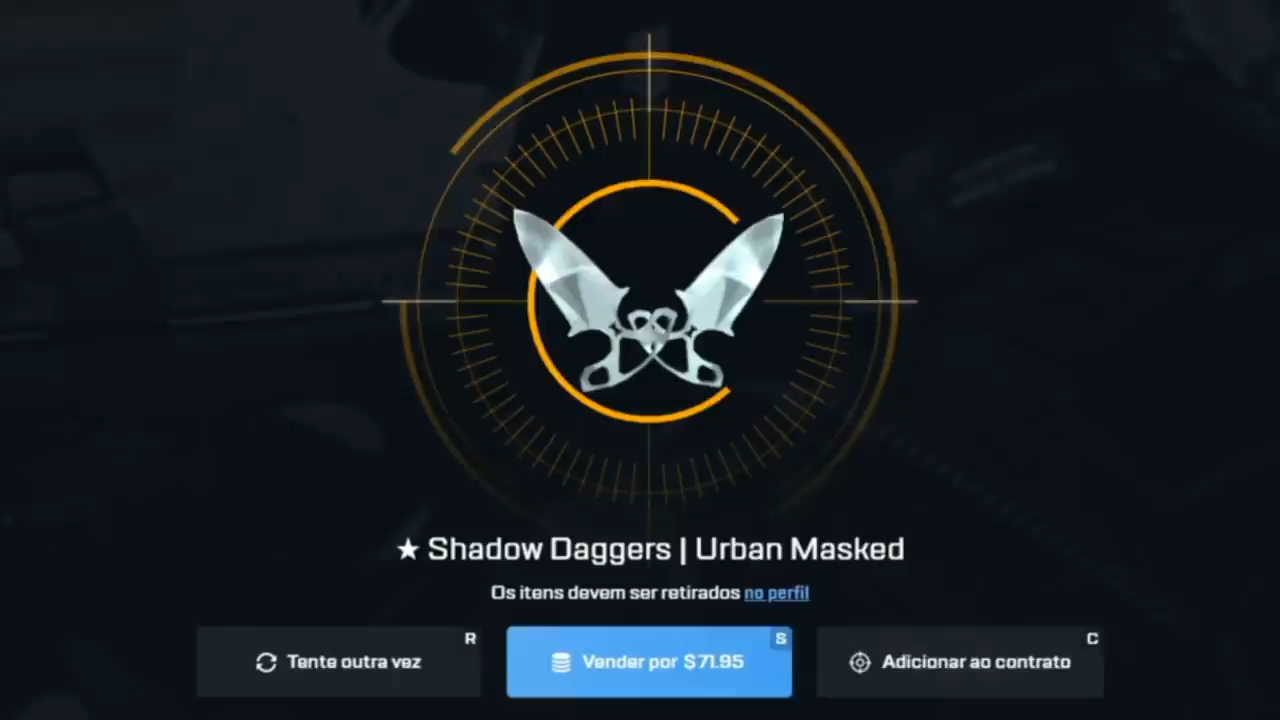 ★ Shadow Daggers | Urban Masked
Os itens devem ser retirados no perfil
R
Tente outra vez
S
Vender por $71.95
C
Adicionar ao contrato